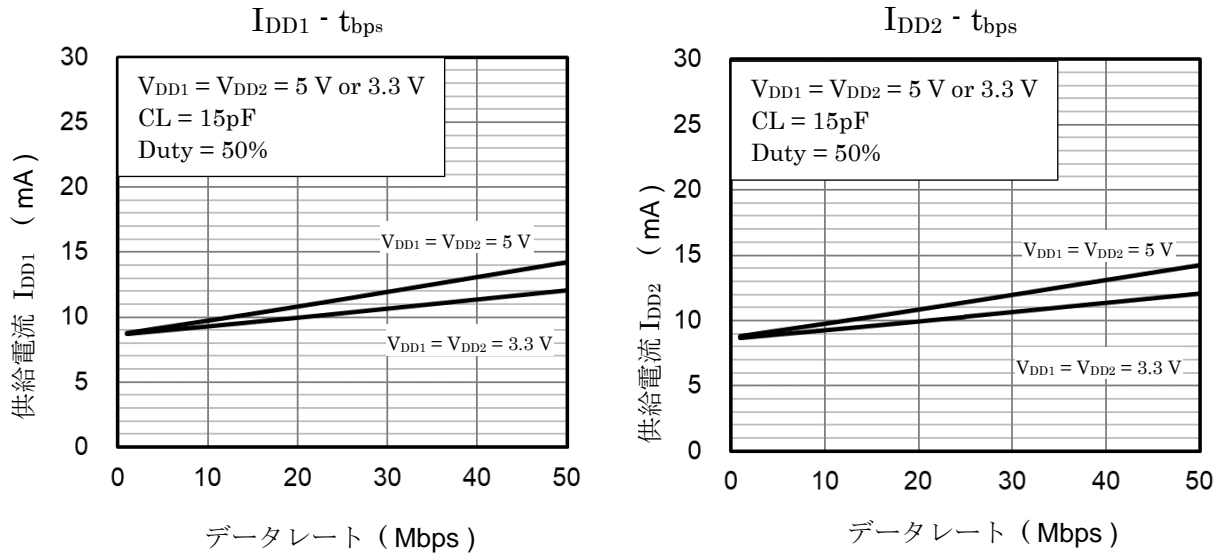 IDD1 - tbps
30
25
20
15
10
5
0
VDD1 = VDD2 = 5 V or 3.3 V
CL = 15pF
Duty = 50%
VDD1 = VDD2 = 5 V
VDD1 = VDD2 = 3.3 V
供給電流 IDD1 (mA)
0 10 20 30 40 50
データレート (Mbps)
IDD2 - tbps
30
25
20
15
10
5
0
VDD1 = VDD2 = 5 V or 3.3 V
CL = 15pF
Duty = 50%
VDD1 = VDD2 = 5 V
VDD1 = VDD2 = 3.3 V
供給電流 IDD2 (mA)
0 10 20 30 40 50
データレート (Mbps)